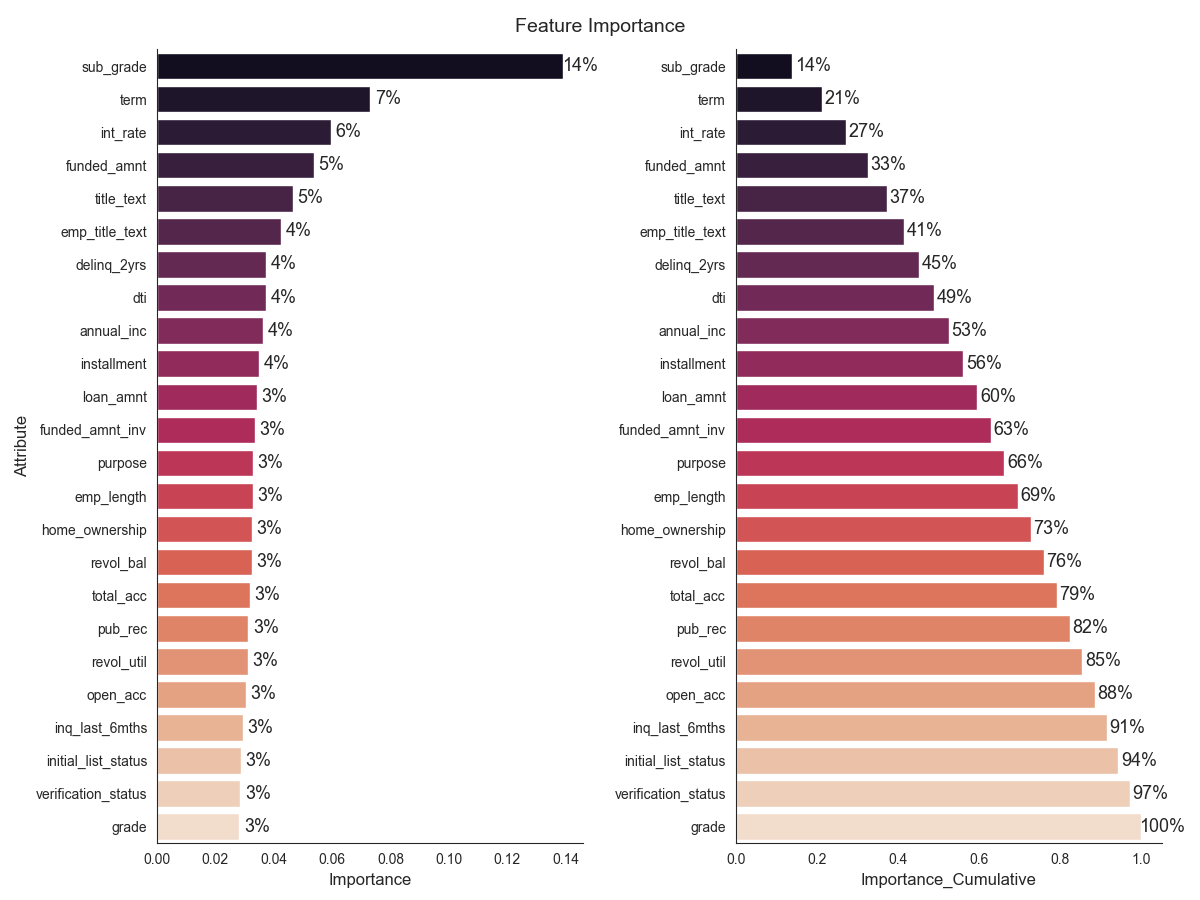 Feature Importance
Attribute
sub_grade 14%
term 7%
int_rate 6%
funded_amnt 5%
title_text 5%
emp_title_text 4%
delinq_2yrs 4%
dti 4%
annual_inc 4%
installment 4%
loan_amnt 3%
funded_amnt_inv 3%
purpose 3%
emp_length 3%
home_ownership 3%
revol_bal 3%
total_acc 3%
pub_rec 3%
revol_util 3%
open_acc 3%
inq_last_6mths 3%
initial_list_status 3%
verification_status 3%
grade 3%
0.00 0.02 0.04 0.06 0.08 0.10 0.12 0.14
Importance
sub_grade 14%
term 21%
int_rate 27%
funded_amnt 33%
title_text 37%
emp_title_text 41%
delinq_2yrs 45%
dti 49%
annual_inc 53%
installment 56%
loan_amnt 60%
funded_amnt_inv 63%
purpose 66%
emp_length 69%
home_ownership 73%
revol_bal 76%
total_acc 79%
pub_rec 82%
revol_util 85%
open_acc 88%
inq_last_6mths 91%
initial_list_status 94%
verification_status 97%
grade 100%
0.0 0.2 0.4 0.6 0.8 1.0
Importance_Cumulative